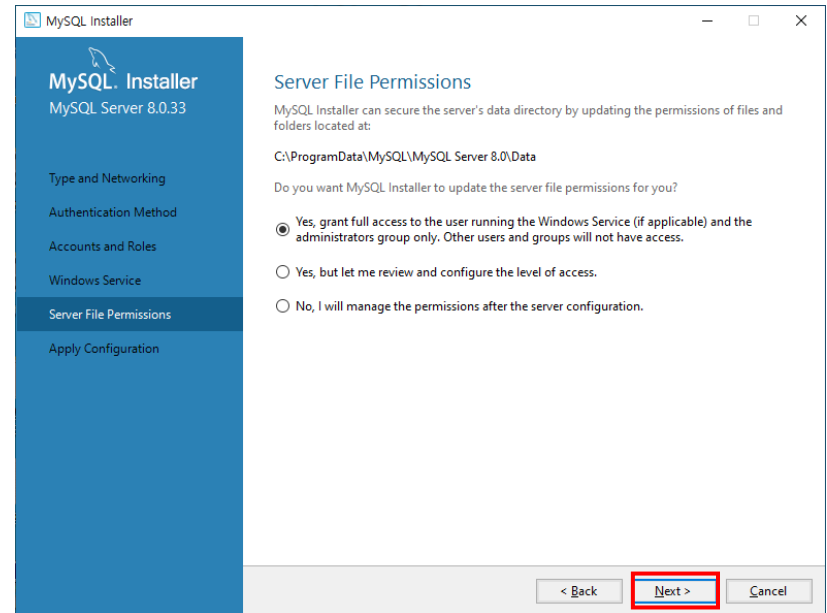 MySQL Installer
MySQL. Installer
MySQL Server 8.0.33
Type and Networking
Authentication Method
Accounts and Roles
Windows Service
Server File Permissions
Apply Configuration
Server File Permissions
MySQL Installer can secure the server's data directory by updating the permissions of files and
folders located at:
C:\ProgramData\MySQL\MySQL Server 8.0\Data
Do you want MySQL Installer to update the server file permissions for you?
Yes, grant full access to the user running the Windows Service (if applicable) and the
administrators group only. Other users and groups will not have access.
Yes, but let me review and configure the level of access.
No, I will manage the permissions after the server configuration.
< Back
Next >
Cancel